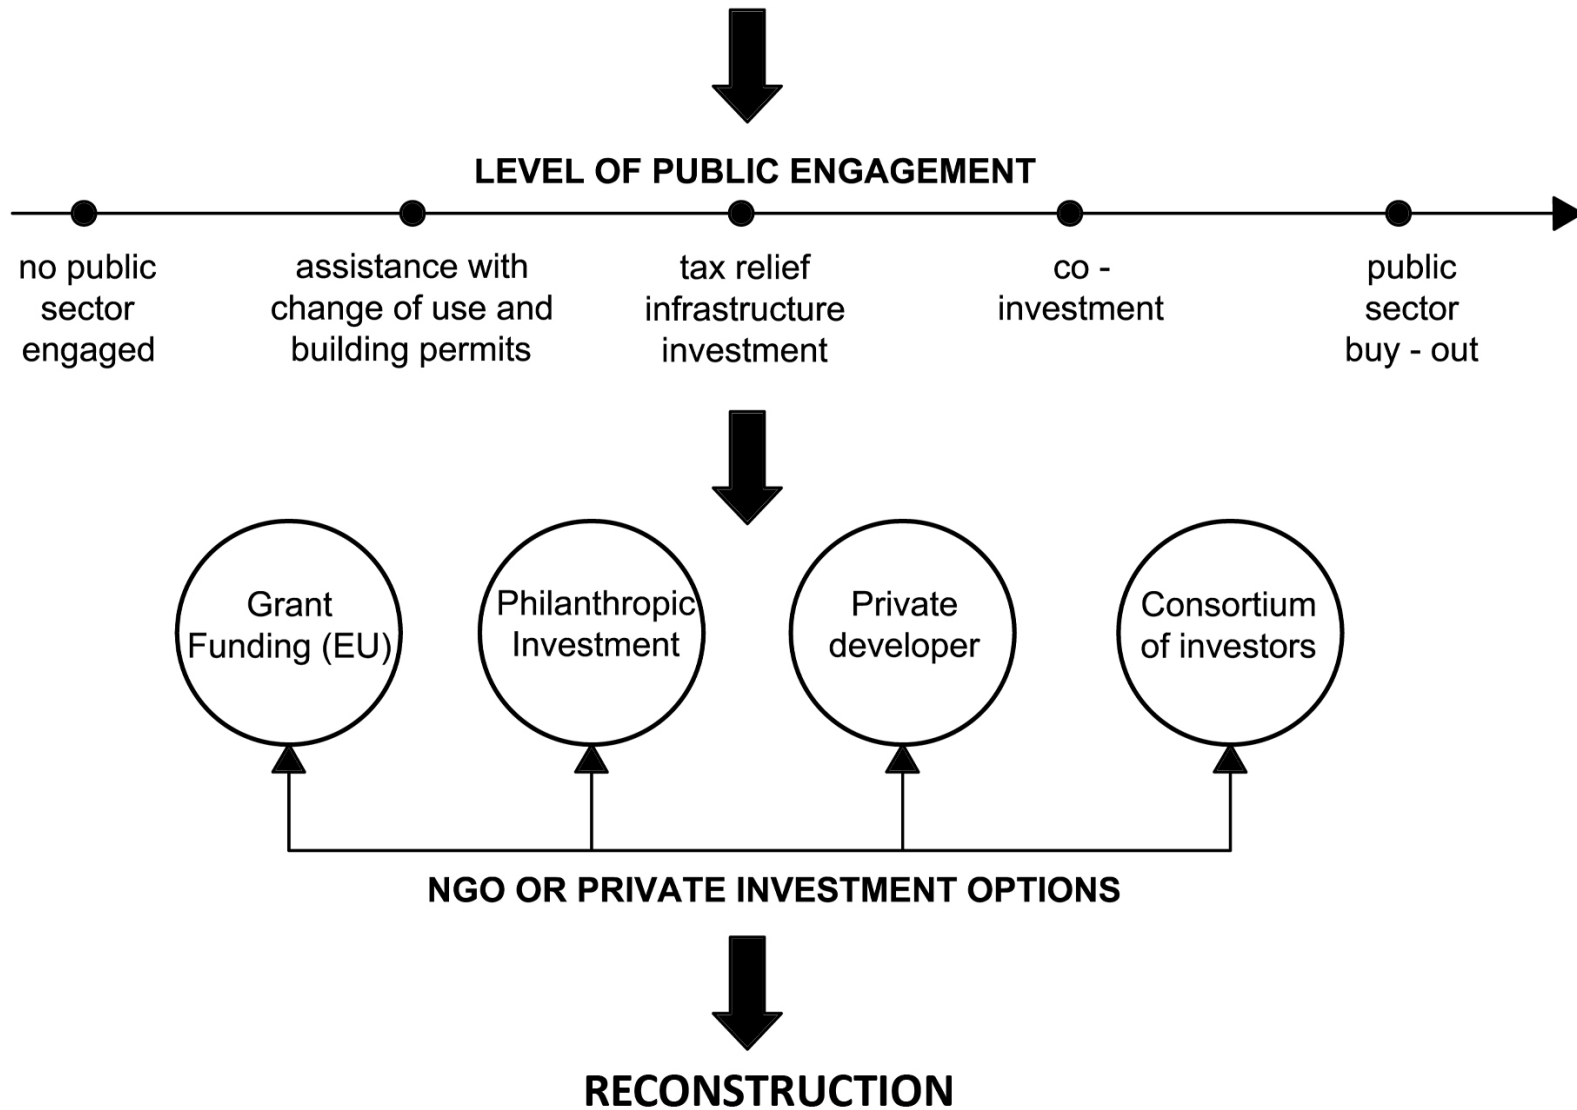 LEVEL OF PUBLIC ENGAGEMENT
no public
sector
engaged
assistance with
change of use and
building permits
tax relief
infrastructure
investment
co -
investment
public
sector
buy - out
Grant
Funding (EU)
Philanthropic
Investment
Private
developer
Consortium
of investors
NGO OR PRIVATE INVESTMENT OPTIONS
RECONSTRUCTION